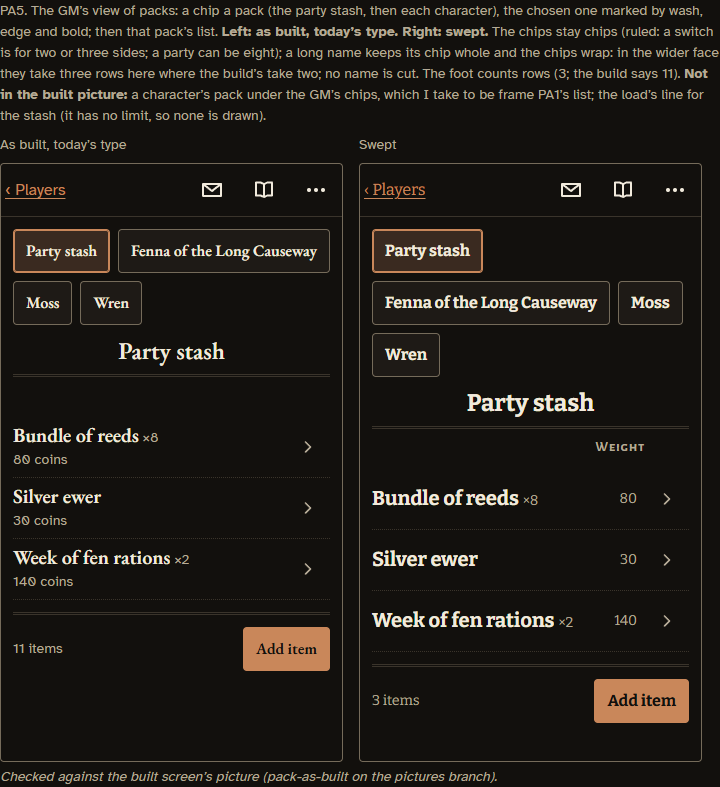 PA5. The GM's view of packs: a chip a pack (the party stash, then each character), the chosen one marked by wash,
edge and bold; then that pack's list. Left: as built, today's type. Right: swept. The chips stay chips (ruled: a switch
is for two or three sides; a party can be eight); a long name keeps its chip whole and the chips wrap: in the wider face
they take three rows here where the build's take two; no name is cut. The foot counts rows (3; the build says 11). Not
in the built picture: a character's pack under the GM's chips, which I take to be frame PA1's list; the load's line for
the stash (it has no limit, so none is drawn).
As built, today's type
‹ Players
Party stash
Fenna of the Long Causeway
Moss
Wren
Party stash
Bundle of reeds ×8
80 coins
Silver ewer
30 coins
Week of fen rations ×2
140 coins
11 items
Add item
Swept
‹ Players
Party stash
Fenna of the Long Causeway
Moss
Wren
Party stash
Weight
Bundle of reeds ×8 80
Silver ewer 30
Week of fen rations ×2 140
3 items
Add item
Checked against the built screen's picture (pack-as-built on the pictures branch).